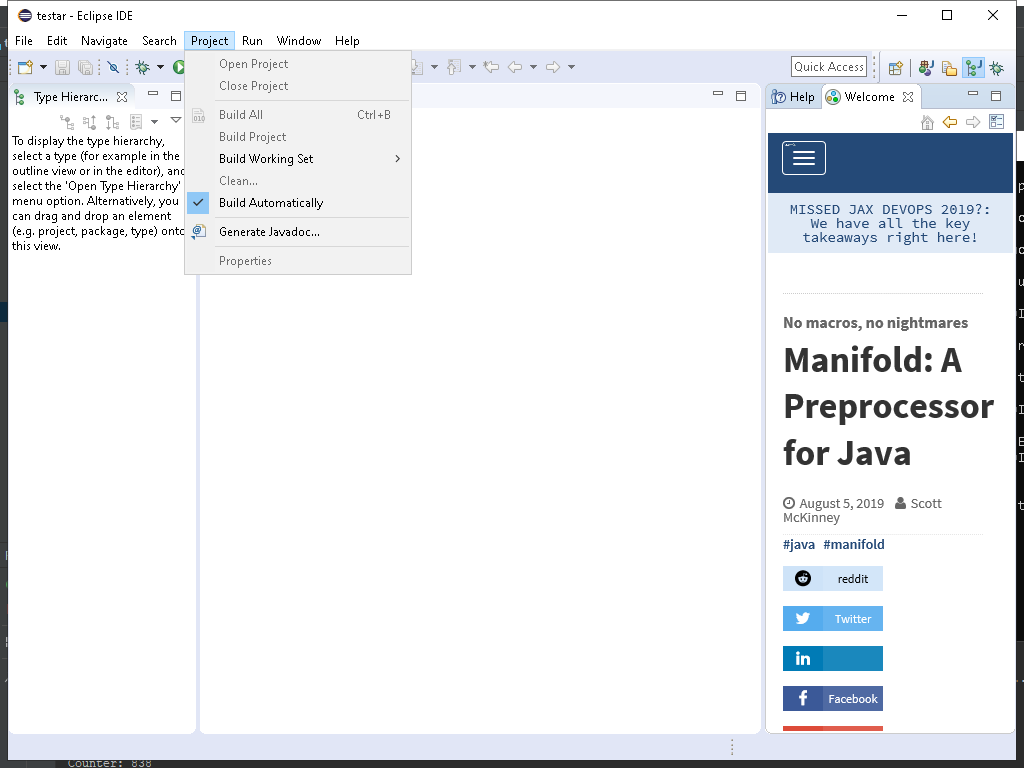 testar - Eclipse IDE
File Edit Navigate Search Project Run Window Help
Quick Access
Open Project
Close Project
Build All Ctrl+B
Build Project
Build Working Set
Clean...
Build Automatically
Generate Javadoc...
Properties
Type Hierarc...
To display the type hierarchy,
select a type (for example in the
outline view or in the editor), and
select the 'Open Type Hierarchy'
menu option. Alternatively, you
can drag and drop an element
(e.g. project, package, type) onto
this view.
Help Welcome
MISSED JAX DEVOPS 2019?:
We have all the key
takeaways right here!
No macros, no nightmares
Manifold: A
Preprocessor
for Java
August 5, 2019 Scott
McKinney
#java #manifold
reddit
Twitter
in
Facebook
Counter: 838